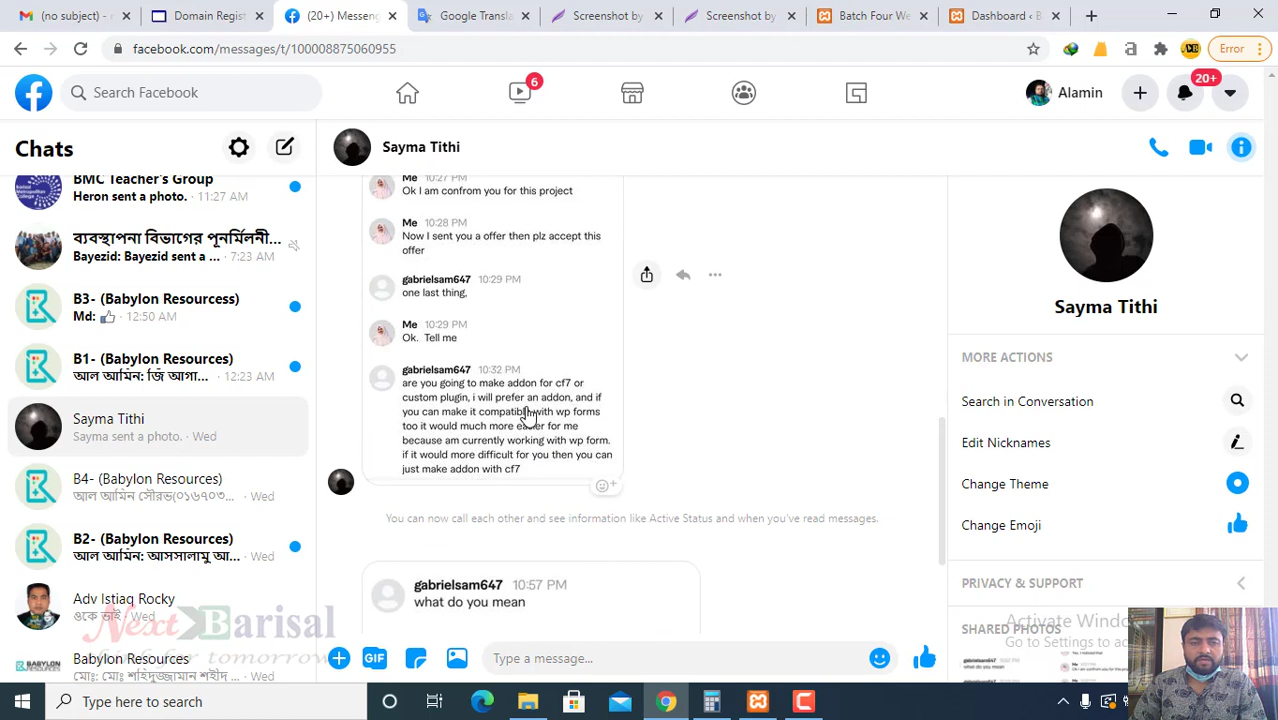 (no subject) -
Domain Regist
(20+) Messeng
Google Transla
Screenshot by
Screenshot by
Batch Four We
Dashboard ‹ B
facebook.com/messages/t/100008875060955
Error
Search Facebook
6
Alamin
20+
Chats
BMC Teacher's Group
Heron sent a photo. · 11:27 AM
ব্যবস্থাপনা বিভাগের পূনর্মিলনী...
Bayezid: Bayezid sent a ... · 7:23 AM
B3- (Babylon Resourcess)
Md: · 12:50 AM
B1- (Babylon Resources)
আল আমিন: জি আগা... · 12:23 AM
Sayma Tithi
Sayma sent a photo. · Wed
B4- (Babylon Resources)
আল আমিন সৌরভ(০১৬৭০৩... · Wed
B2- (Babylon Resources)
আল আমিন: আসসালামু আ... · Wed
Adv Istiaq Rocky
ওকে ভাই · Wed
Babylon Resources
মোঃ: মোঃ শহিদুজ্জামান শহীদ ... · Wed
Next Barisal
for tomorrow
Sayma Tithi
Me 10:27 PM
Ok I am confrom you for this project
Me 10:28 PM
Now I sent you a offer then plz accept this
offer
gabrielsam647 10:29 PM
one last thing,
Me 10:29 PM
Ok. Tell me
gabrielsam647 10:32 PM
are you going to make addon for cf7 or
custom plugin, i will prefer an addon, and if
you can make it compatible with wp forms
too it would much more easer for me
because am currently working with wp form.
if it would more difficult for you then you can
just make addon with cf7
You can now call each other and see information like Active Status and when you've read messages.
gabrielsam647 10:57 PM
what do you mean
GIF
Type a message...
Sayma Tithi
MORE ACTIONS
Search in Conversation
Edit Nicknames
Change Theme
Change Emoji
PRIVACY & SUPPORT
SHARED PHOTOS
Activate Windo
Go to Settings to ac
Type here to search